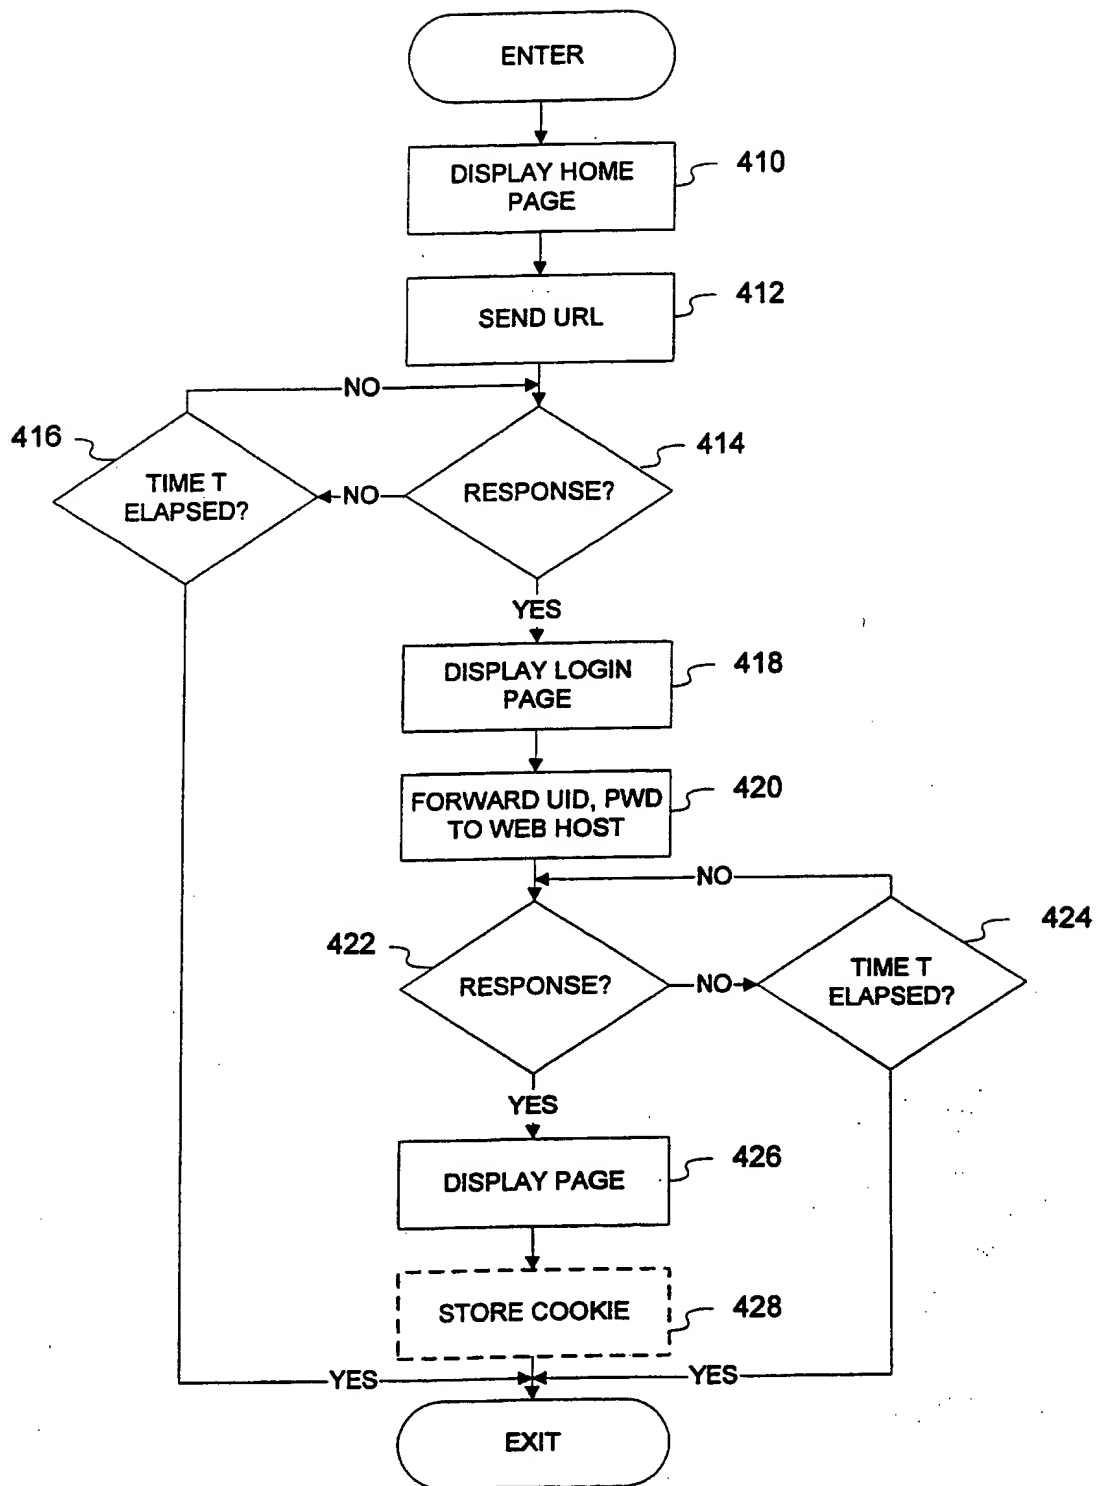 ENTER
DISPLAY HOME
PAGE
410
SEND URL
412
NO
416
TIME T
ELAPSED?
NO
RESPONSE?
414
YES
DISPLAY LOGIN
PAGE
418
FORWARD UID, PWD
TO WEB HOST
420
NO
422
RESPONSE?
NO
TIME T
ELAPSED?
424
YES
DISPLAY PAGE
426
STORE COOKIE
428
YES
YES
EXIT